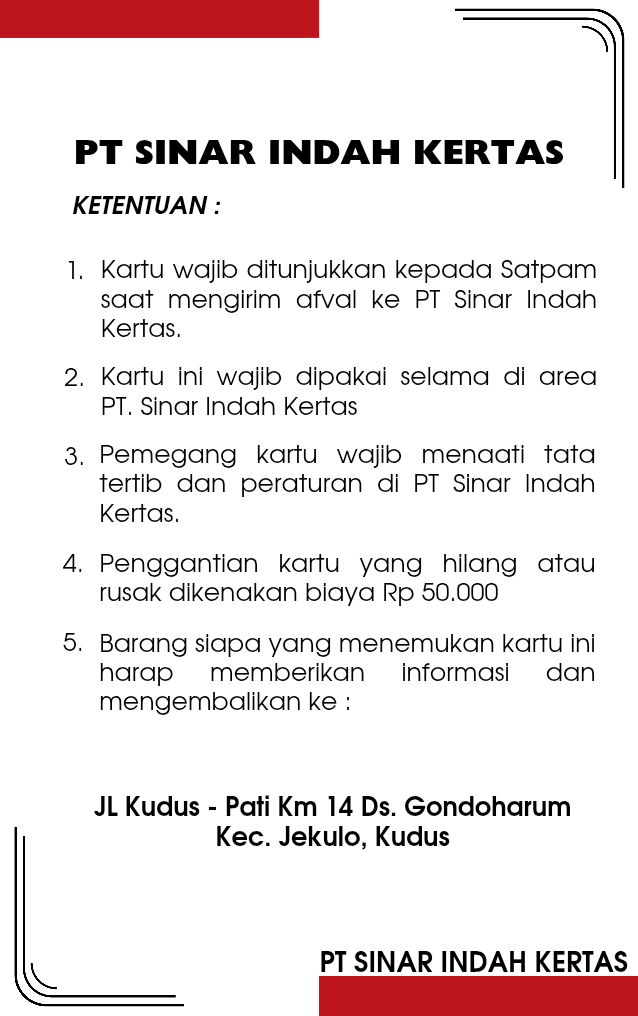 PT SINAR INDAH KERTAS
KETENTUAN :
1. Kartu wajib ditunjukkan kepada Satpam
saat mengirim afval ke PT Sinar Indah
Kertas.
2. Kartu ini wajib dipakai selama di area
PT. Sinar Indah Kertas
3. Pemegang kartu wajib menaati tata
tertib dan peraturan di PT Sinar Indah
Kertas.
4. Penggantian kartu yang hilang atau
rusak dikenakan biaya Rp 50.000
5. Barang siapa yang menemukan kartu ini
harap memberikan informasi dan
mengembalikan ke :
JL Kudus - Pati Km 14 Ds. Gondoharum
Kec. Jekulo, Kudus
PT SINAR INDAH KERTAS